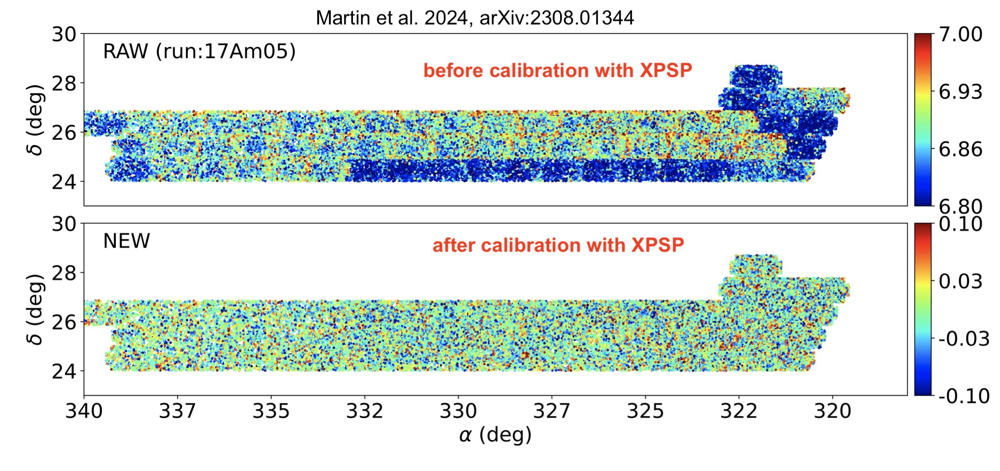 Martin et al. 2024, arXiv:2308.01344
30
28
26
24
δ (deg)
RAW (run:17Am05)
before calibration with XPSP
7.00
6.93
6.86
6.80
30
28
26
24
δ (deg)
NEW
after calibration with XPSP
0.10
0.03
-0.03
-0.10
340 337 335 332 330 327 325 322 320
α (deg)